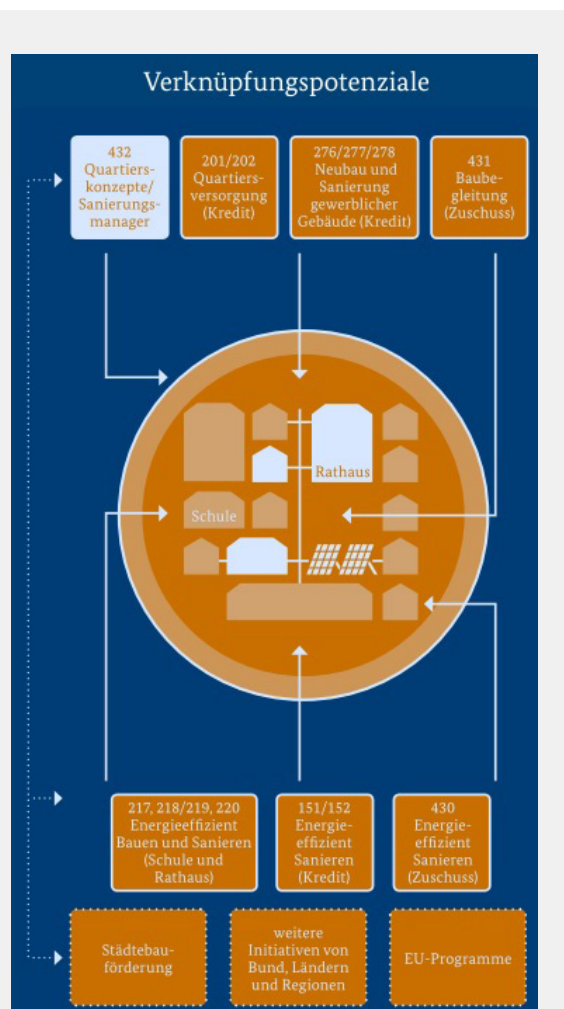 Verknüpfungspotenziale
432
Quartiers-
konzepte/
Sanierungs-
manager
201/202
Quartiers-
versorgung
(Kredit)
276/277/278
Neubau und
Sanierung
gewerblicher
Gebäude (Kredit)
431
Baube-
gleitung
(Zuschuss)
Rathaus
Schule
217, 218/219, 220
Energieeffizient
Bauen und Sanieren
(Schule und
Rathaus)
151/152
Energie-
effizient
Sanieren
(Kredit)
430
Energie-
effizient
Sanieren
(Zuschuss)
Städtebau-
förderung
weitere
Initiativen von
Bund, Ländern
und Regionen
EU-Programme